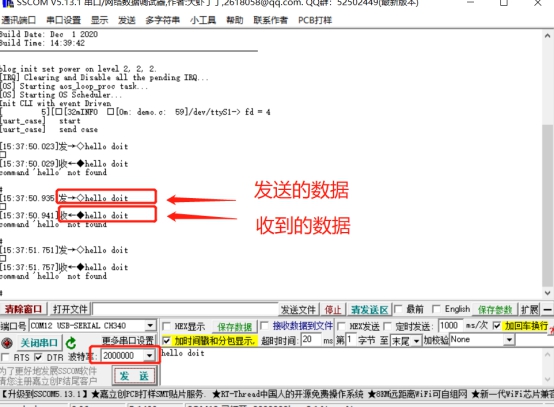 SSCOM V5.13.1 串口/网络数据调试器,作者:大虾丁丁,2618058@qq.com. QQ群: 52502449(最新版本)
通讯端口 串口设置 显示 发送 多字符串 小工具 帮助 联系作者 PCB打样
Build Date: Dec 1 2020
Build Time: 14:39:42
blog init set power on level 2, 2, 2.
[IRQ] Clearing and Disable all the pending IRQ...
[OS] Starting aos_loop_proc task...
[OS] Starting OS Scheduler...
Init CLI with event Driven
[ 5][□[32mINFO □[0m: demo.c: 59]/dev/ttyS1-> fd = 4
[uart_case] start
[uart_case] send case
[15:37:50.023]发→◇hello doit
□
[15:37:50.029]收←◆hello doit
command 'hello' not found
#
[15:37:50.935]发→◇hello doit
□
[15:37:50.941]收←◆hello doit
command 'hello' not found
#
[15:37:51.751]发→◇hello doit
□
[15:37:51.757]收←◆hello doit
command 'hello' not found
#
发送的数据
收到的数据
清除窗口 打开文件 发送文件 停止 清发送区 最前 English 保存参数 扩展 —
端口号 COM12 USB-SERIAL CH340 HEX显示 保存数据 接收数据到文件 HEX发送 定时发送: 1000 ms/次 加回车换行
关闭串口 更多串口设置 加时间戳和分包显示, 超时时间: 20 ms 第 1 字节 至 末尾 加校验 None
RTS DTR 波特率: 2000000 hello doit
为了更好地发展SSCOM软件
请您注册嘉立创F结尾客户
发 送
【升级到SSCOM5.13.1】★嘉立创PCB打样SMT贴片服务. ★RT-Thread中国人的开源免费操作系统 ★8KM远距离WiFi可自组网 ★新一代WiFi芯片兼容